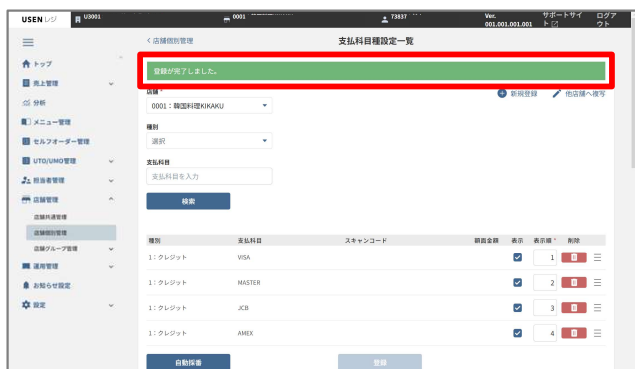 USEN レジ
U3001
0001
73837
Ver.
001.001.001.001
サポートサイト
ログアウト
トップ
売上管理
分析
メニュー管理
セルフオーダー管理
UTO/UMO管理
担当者管理
店舗管理
店舗共通管理
店舗個別管理
店舗グループ管理
運用管理
お知らせ設定
設定
< 店舗個別管理
支払科目種設定一覧
登録が完了しました。
店舗 *
新規登録
他店舗へ複写
0001：韓国料理KIKAKU
種別
選択
支払科目
支払科目を入力
検索
種別 支払科目 スキャンコード 額面金額 表示 表示順 * 削除
1：クレジット VISA 1
1：クレジット MASTER 2
1：クレジット JCB 3
1：クレジット AMEX 4
自動採番
登録